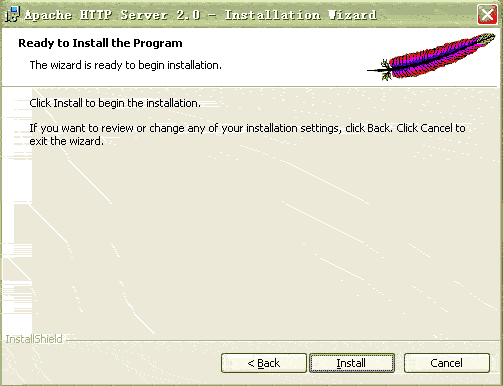 Apache HTTP Server 2.0 - Installation Wizard
Ready to Install the Program
The wizard is ready to begin installation.
Click Install to begin the installation.
If you want to review or change any of your installation settings, click Back. Click Cancel to
exit the wizard.
InstallShield
< Back
Install
Cancel